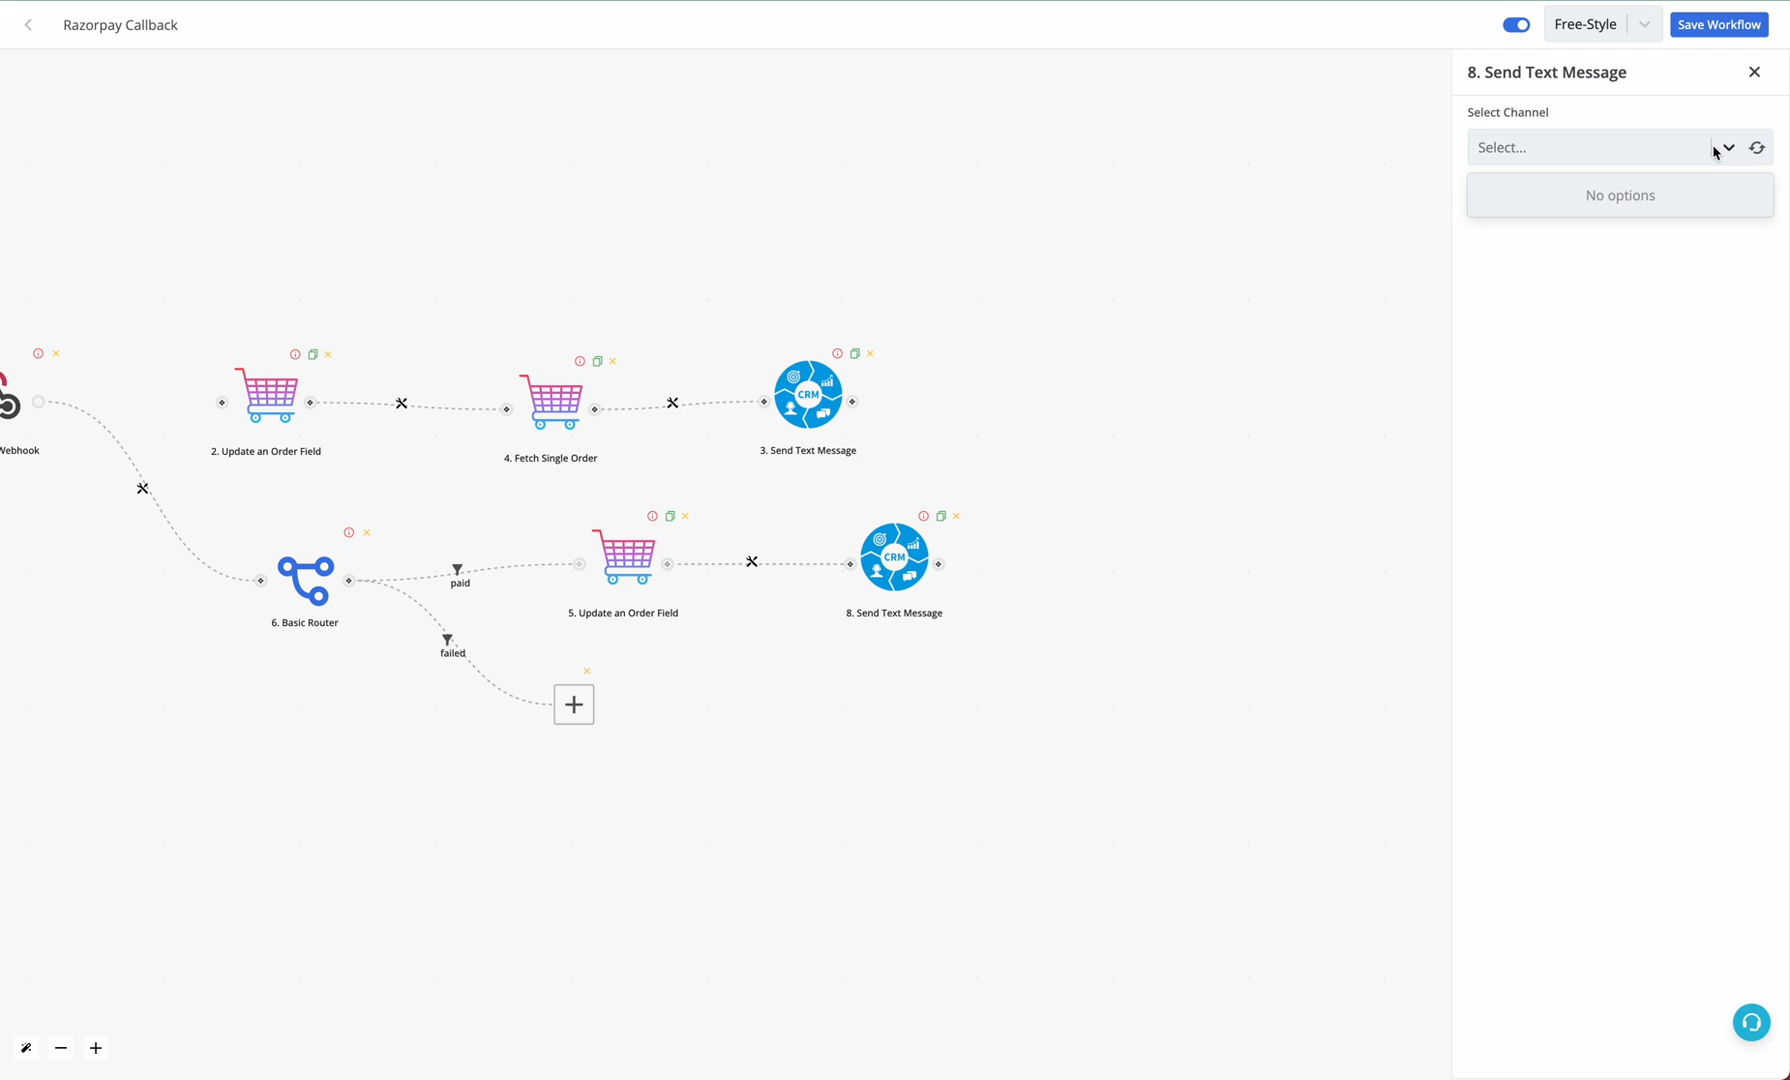 Razorpay Callback
Free-Style
Save Workflow
8. Send Text Message
Select Channel
Select...
No options
Webhook
2. Update an Order Field
4. Fetch Single Order
CRM
3. Send Text Message
6. Basic Router
paid
failed
5. Update an Order Field
CRM
8. Send Text Message